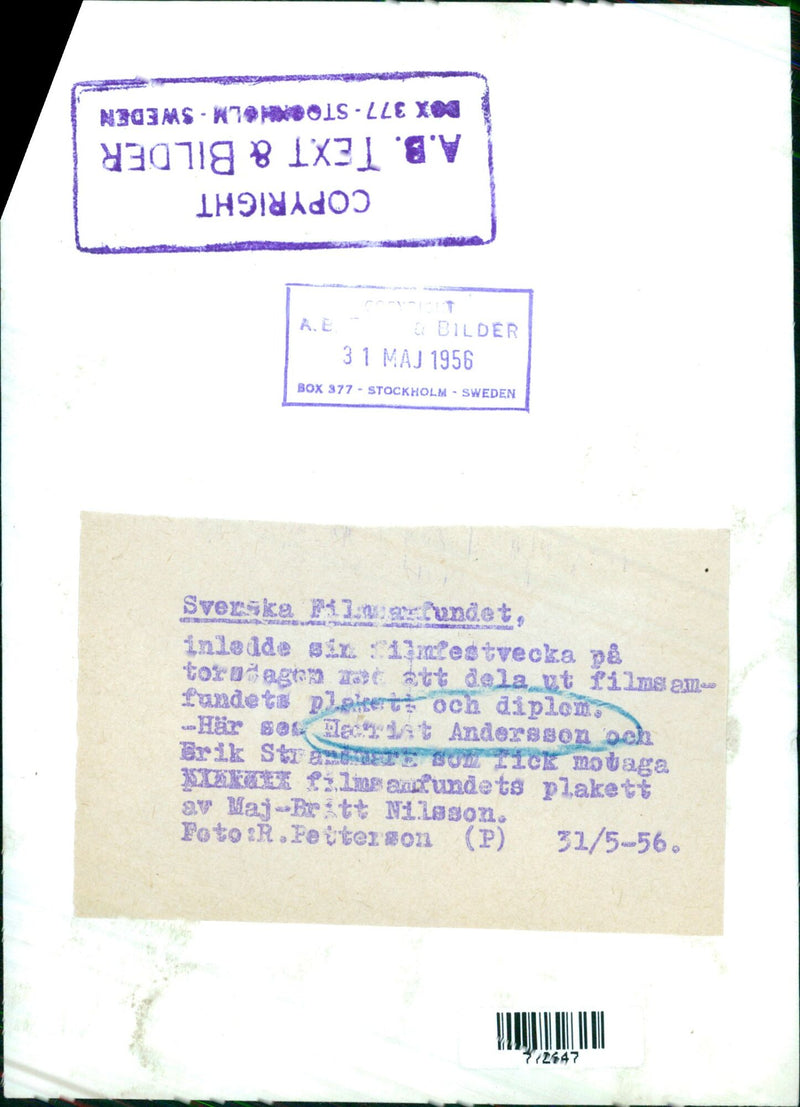 COPYRIGHT
A.B. TEXT & BILDER
BOX 377 - STOCKHOLM - SWEDEN
COPYRIGHT
A.B. & BILDER
31 MAJ 1956
BOX 377 - STOCKHOLM - SWEDEN
Svenska Filmsamfundet,
inledde sin filmfestvecka på
torsdagen med att dela ut filmsam-
fundets plakett och diplom.
-Här ses Harriet Andersson och
Erik Strandmark som fick motaga
filmsamfundets plakett
av Maj-Britt Nilsson.
Foto:R.Petterson (P) 31/5-56.